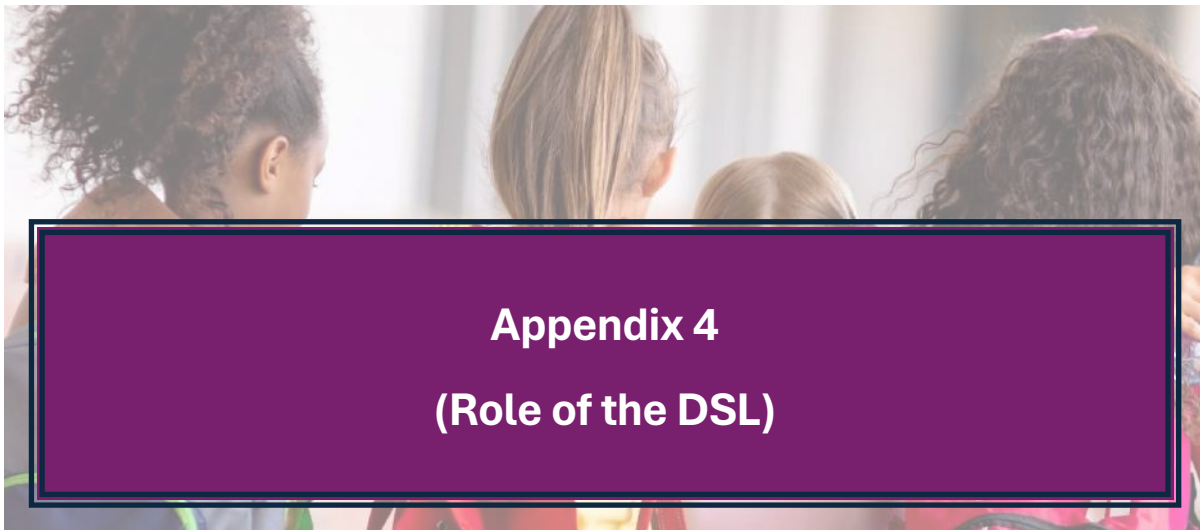 Appendix 4
(Role of the DSL)